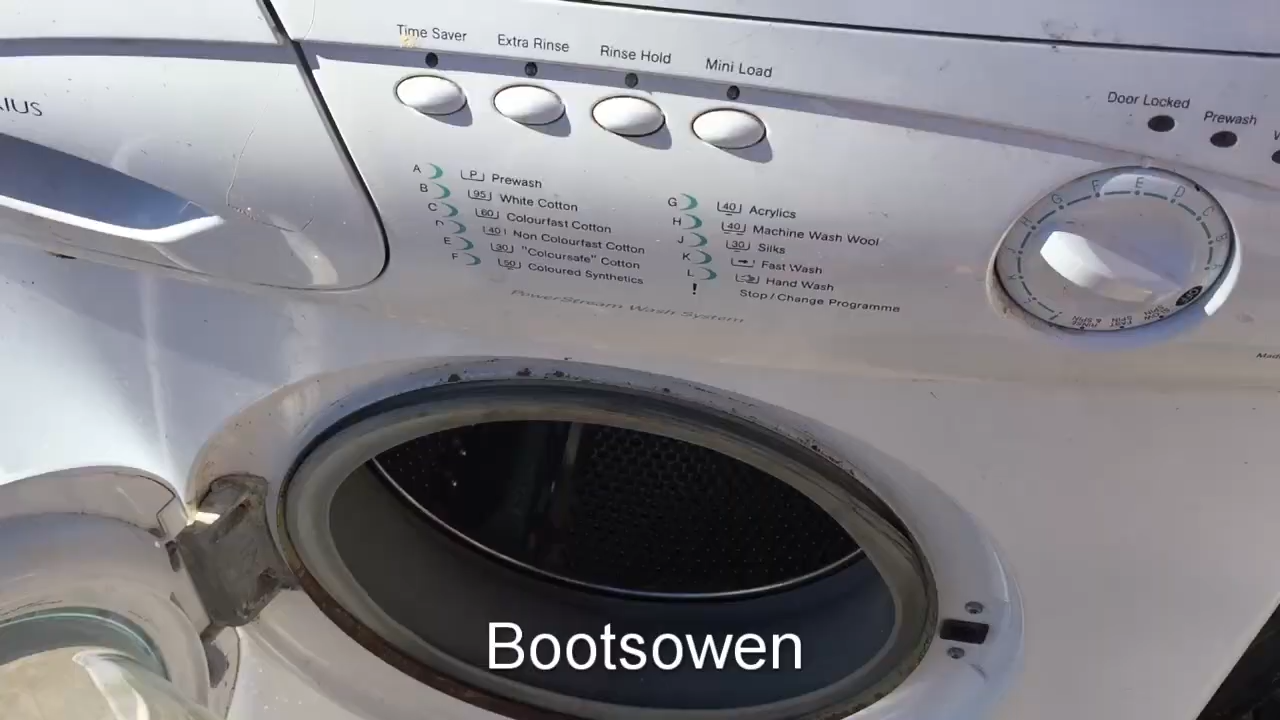 Time Saver Extra Rinse Rinse Hold Mini Load
Door Locked Prewash
A P Prewash
B 95 White Cotton
C 60 Colourfast Cotton
D 40 Non Colourfast Cotton
E 30 "Coloursafe" Cotton
F 50 Coloured Synthetics
G 40 Acrylics
H 40 Machine Wash Wool
J 30 Silks
K Fast Wash
L Hand Wash
! Stop / Change Programme
PowerStream Wash System
G F E D C B A
H J K L
OFF
Bootsowen